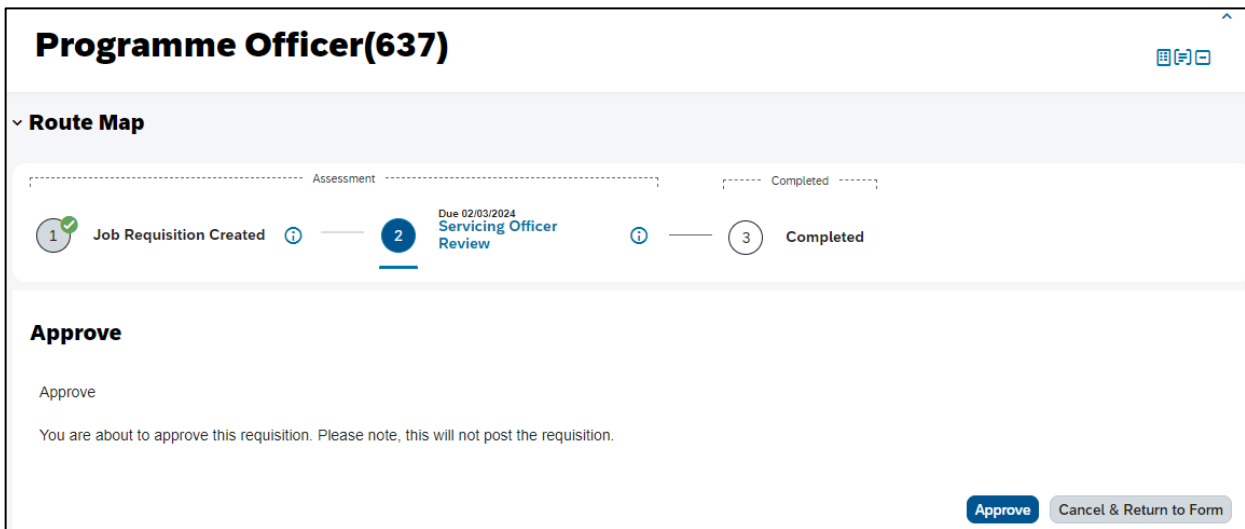 Programme Officer(637)
Route Map
Assessment
Completed
1
Job Requisition Created
2
Due 02/03/2024
Servicing Officer
Review
3
Completed
Approve
Approve
You are about to approve this requisition. Please note, this will not post the requisition.
Approve
Cancel & Return to Form